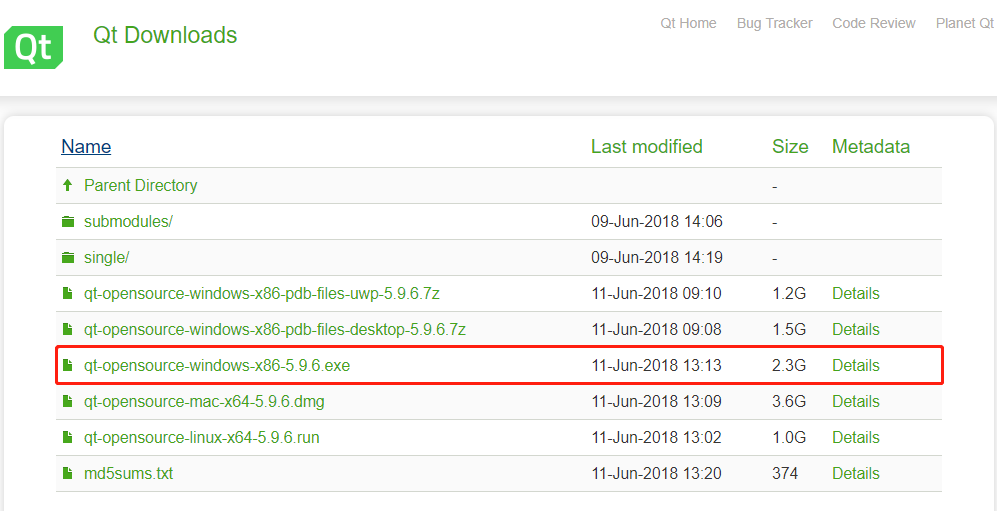 Qt Qt Downloads Qt Home Bug Tracker Code Review Planet Qt
Name Last modified Size Metadata
Parent Directory -
submodules/ 09-Jun-2018 14:06 -
single/ 09-Jun-2018 14:19 -
qt-opensource-windows-x86-pdb-files-uwp-5.9.6.7z 11-Jun-2018 09:10 1.2G Details
qt-opensource-windows-x86-pdb-files-desktop-5.9.6.7z 11-Jun-2018 09:08 1.5G Details
qt-opensource-windows-x86-5.9.6.exe 11-Jun-2018 13:13 2.3G Details
qt-opensource-mac-x64-5.9.6.dmg 11-Jun-2018 13:09 3.6G Details
qt-opensource-linux-x64-5.9.6.run 11-Jun-2018 13:02 1.0G Details
md5sums.txt 11-Jun-2018 13:20 374 Details